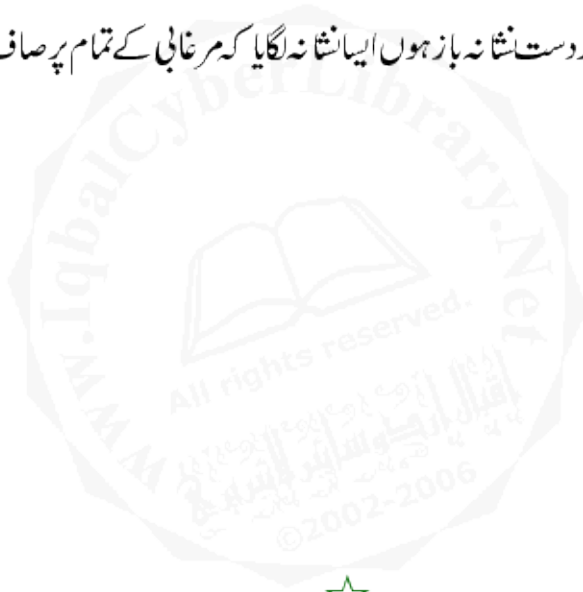 ردست نشانہ باز ہوں ایسا نشانہ لگایا کہ مرغابی کے تمام پر صاف
www.IqbalCyberLibrary.Net
All rights reserved.
©2002-2006